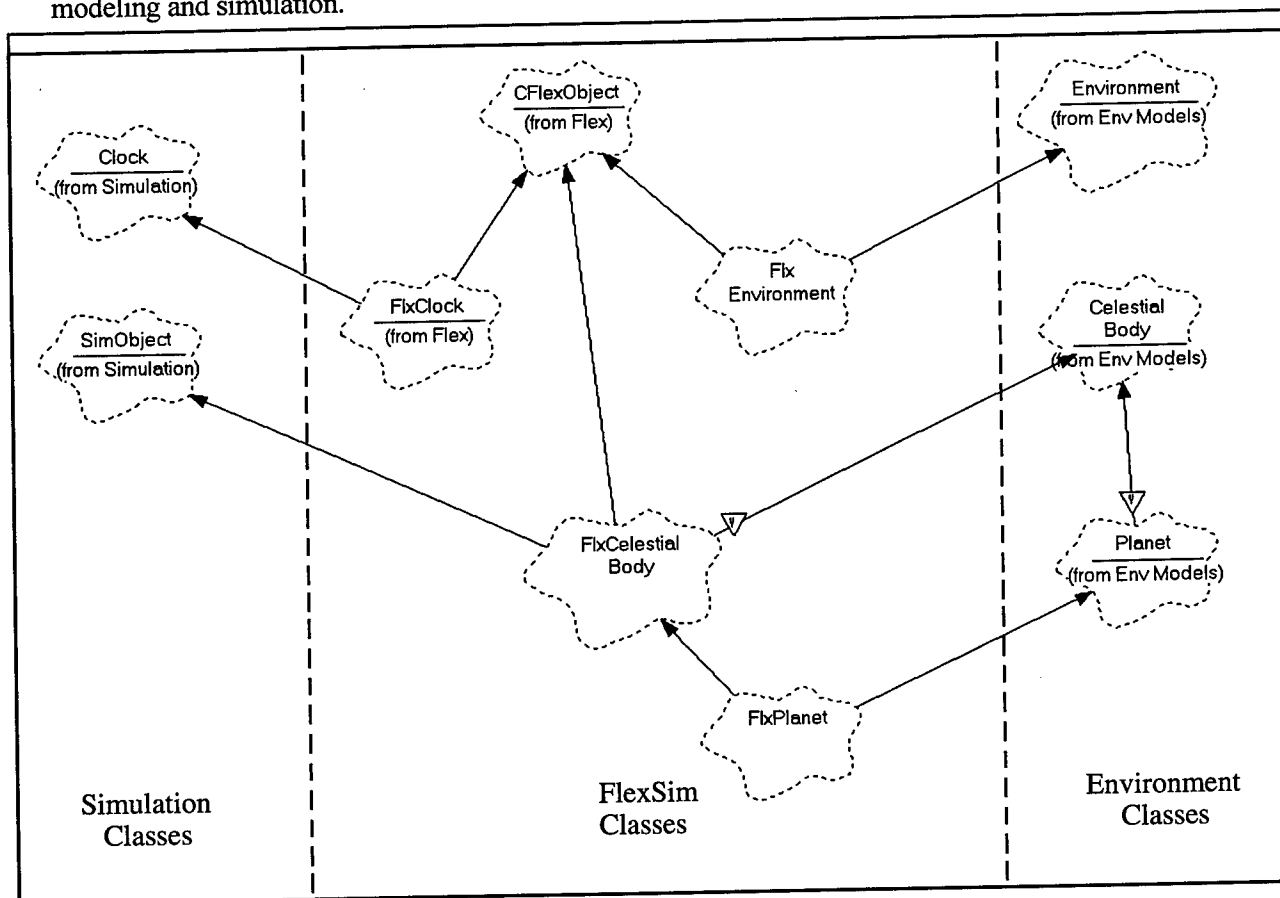 modeling and simulation.
CFlexObject
(from Flex)
Environment
(from Env Models)
Clock
(from Simulation)
Flx
Environment
FlxClock
(from Flex)
Celestial
Body
(from Env Models)
SimObject
(from Simulation)
FlxCelestial
Body
V
V
Planet
(from Env Models)
FlxPlanet
Simulation
Classes
FlexSim
Classes
Environment
Classes